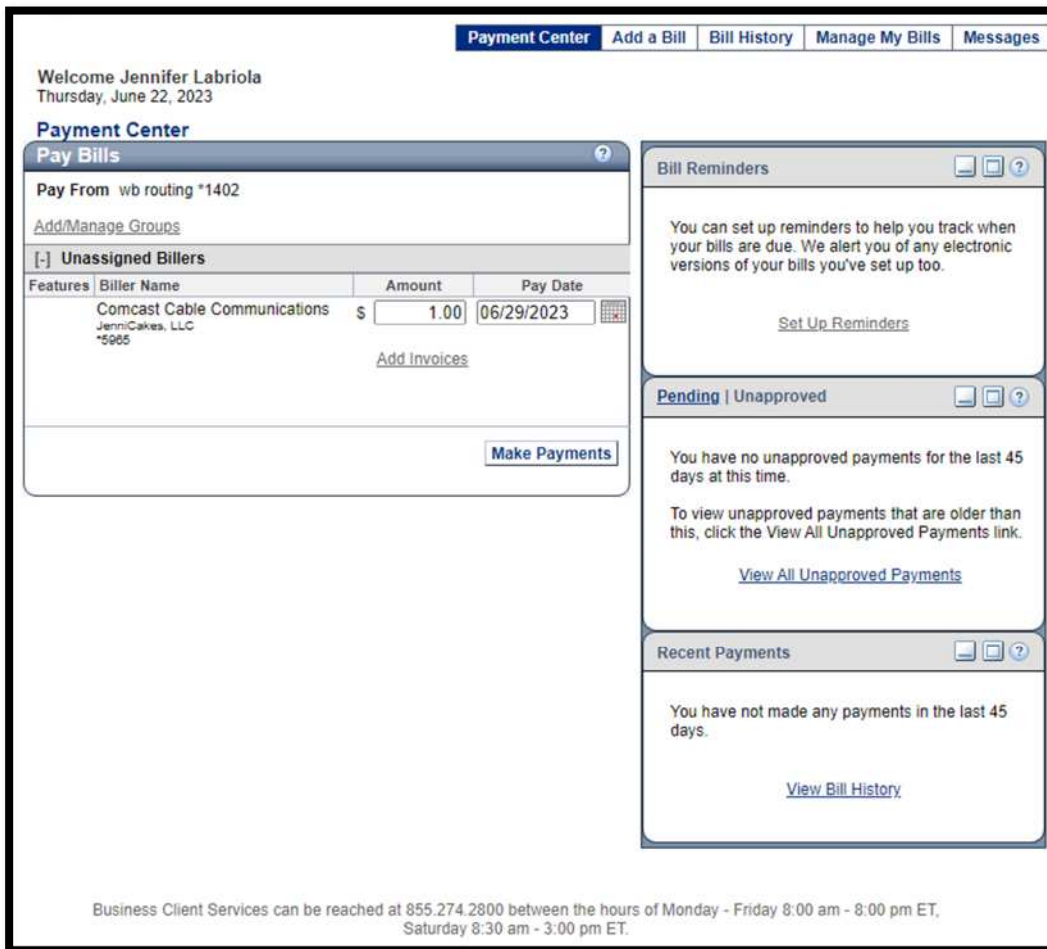 Payment Center Add a Bill Bill History Manage My Bills Messages
Welcome Jennifer Labriola
Thursday, June 22, 2023
Payment Center
Pay Bills ?
Pay From wb routing *1402
Add/Manage Groups
[-] Unassigned Billers
Features Biller Name Amount Pay Date
Comcast Cable Communications $ 1.00 06/29/2023
JenniCakes, LLC
*5965
Add Invoices
Make Payments
Bill Reminders ?
You can set up reminders to help you track when
your bills are due. We alert you of any electronic
versions of your bills you've set up too.
Set Up Reminders
Pending | Unapproved ?
You have no unapproved payments for the last 45
days at this time.
To view unapproved payments that are older than
this, click the View All Unapproved Payments link.
View All Unapproved Payments
Recent Payments ?
You have not made any payments in the last 45
days.
View Bill History
Business Client Services can be reached at 855.274.2800 between the hours of Monday - Friday 8:00 am - 8:00 pm ET,
Saturday 8:30 am - 3:00 pm ET.